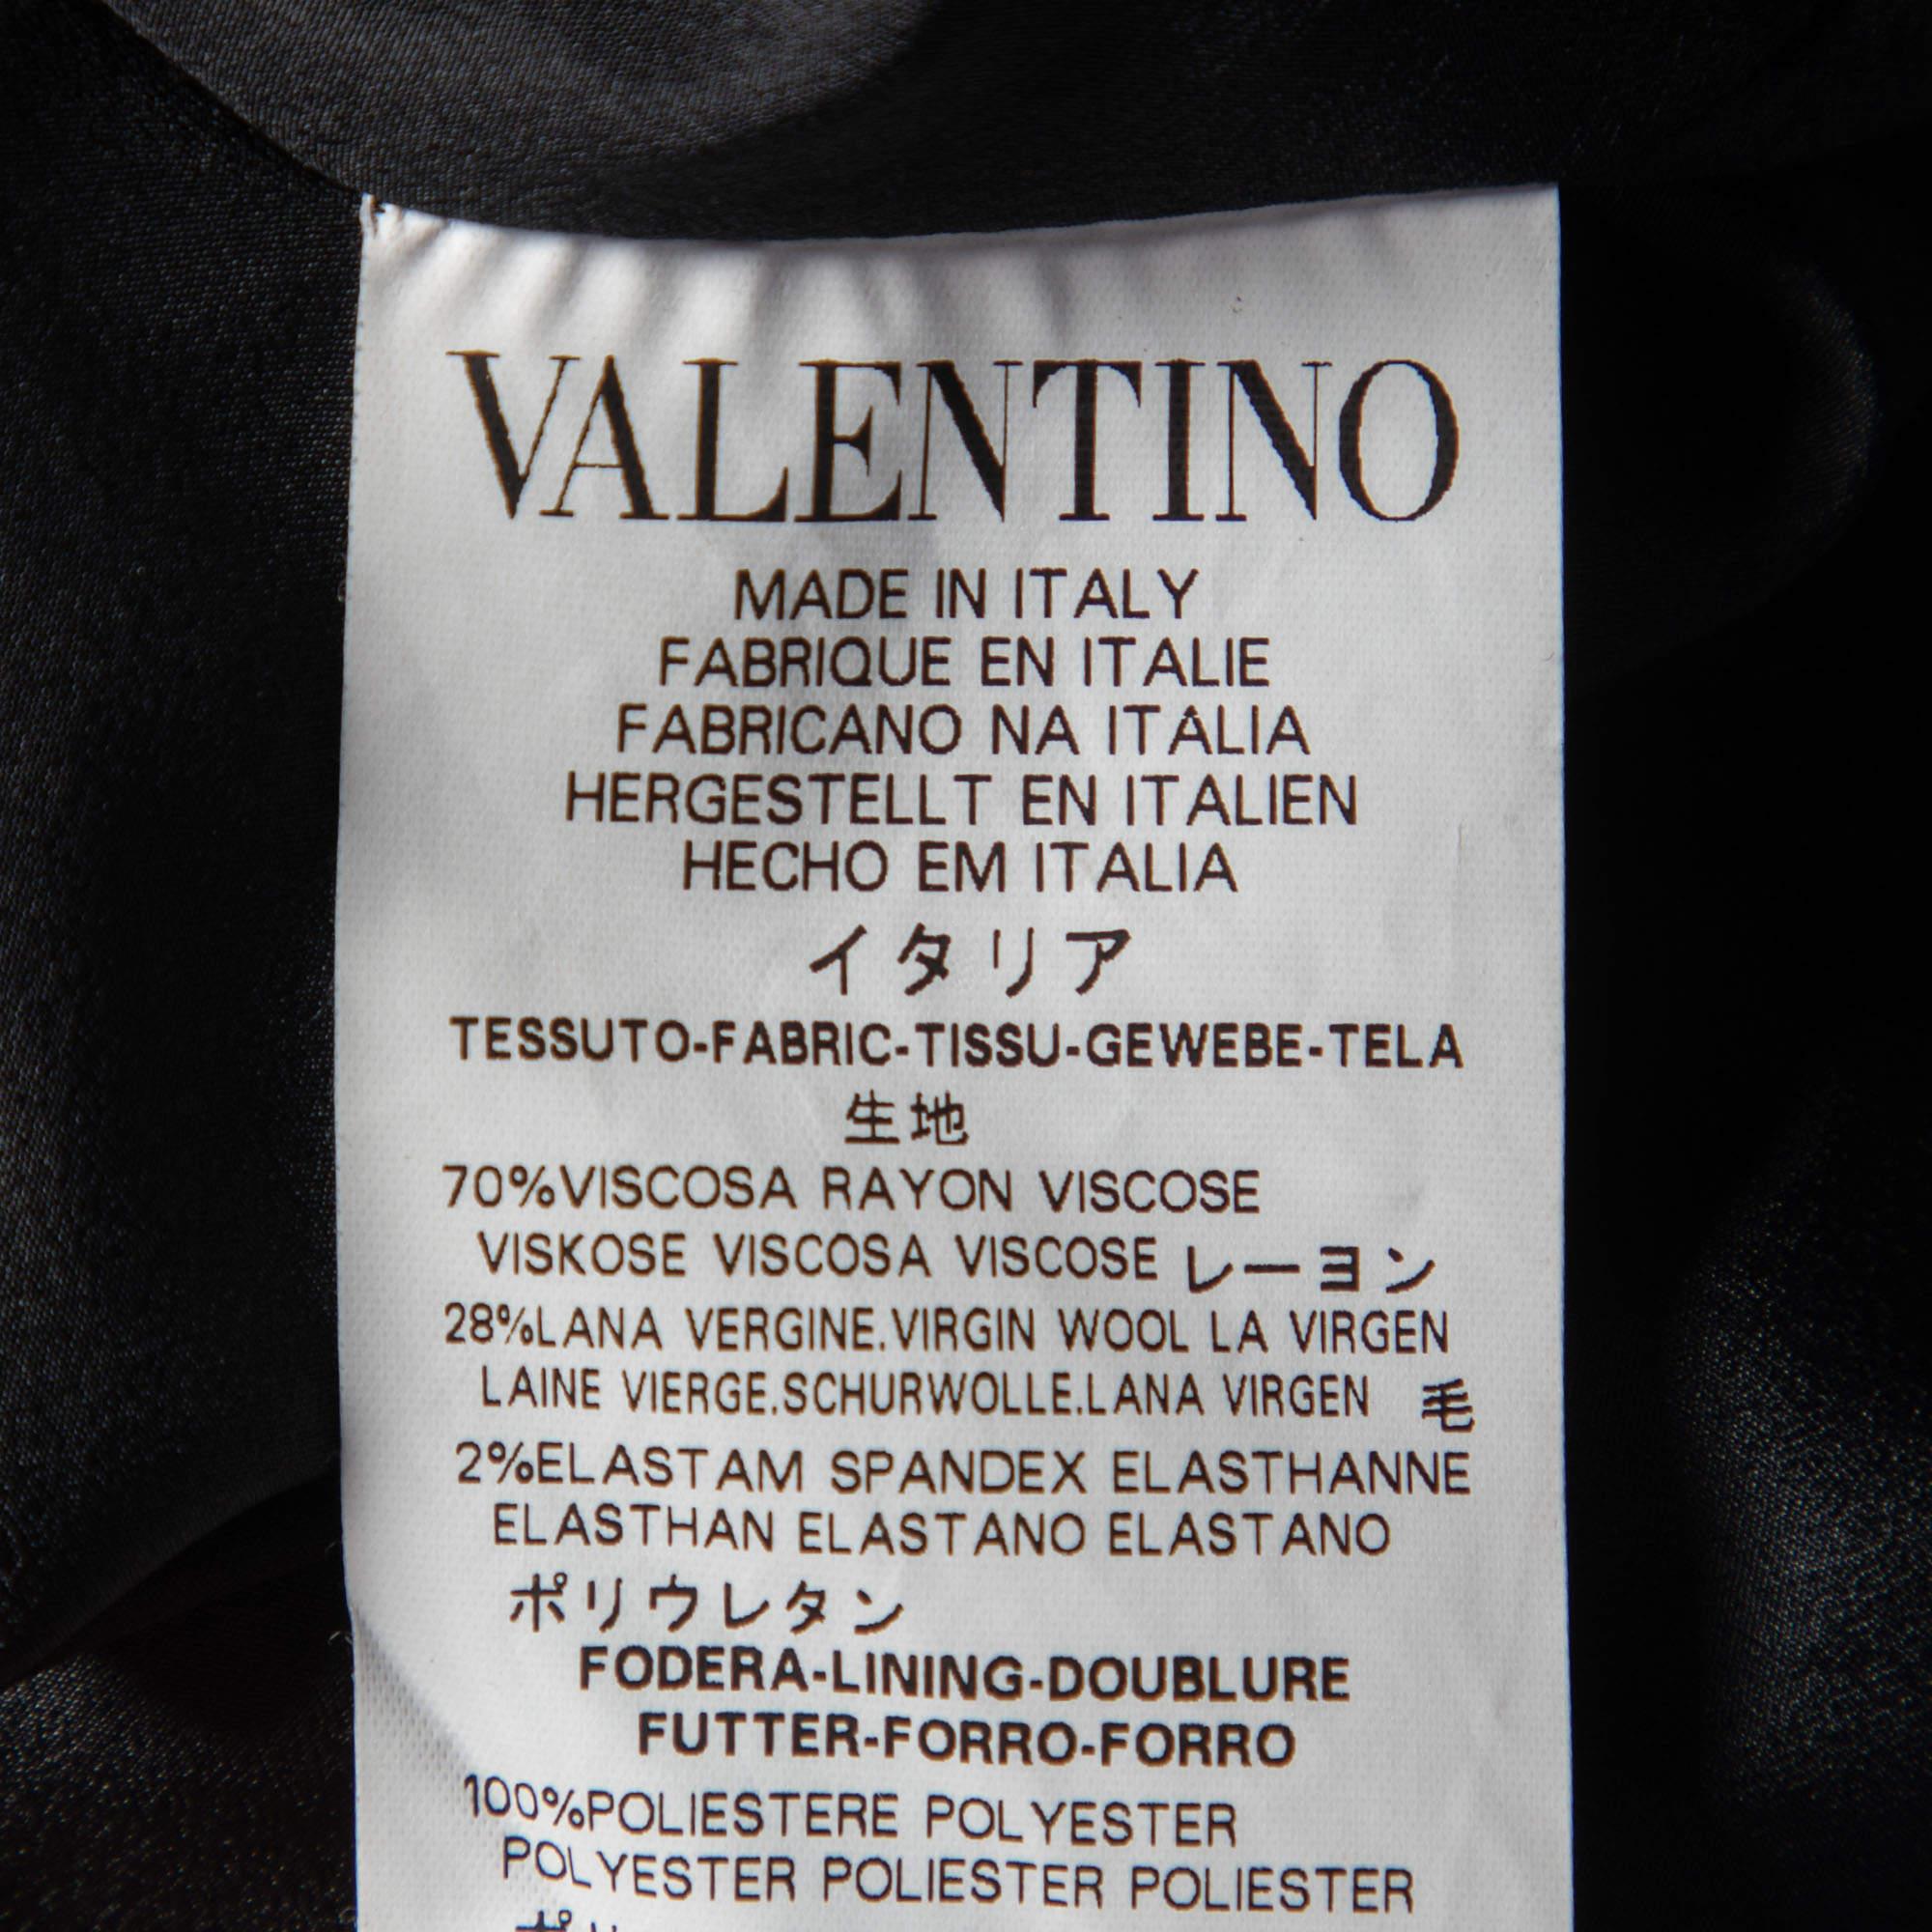 VALENTINO
MADE IN ITALY
FABRIQUE EN ITALIE
FABRICANO NA ITALIA
HERGESTELLT EN ITALIEN
HECHO EM ITALIA
イタリア
TESSUTO-FABRIC-TISSU-GEWEBE-TELA
生地
70%VISCOSA RAYON VISCOSE
VISKOSE VISCOSA VISCOSE レーヨン
28%LANA VERGINE.VIRGIN WOOL LA VIRGEN
LAINE VIERGE.SCHURWOLLE.LANA VIRGEN 毛
2%ELASTAM SPANDEX ELASTHANNE
ELASTHAN ELASTANO ELASTANO
ポリウレタン
FODERA-LINING-DOUBLURE
FUTTER-FORRO-FORRO
100%POLIESTERE POLYESTER
POLYESTER POLIESTER POLIESTER